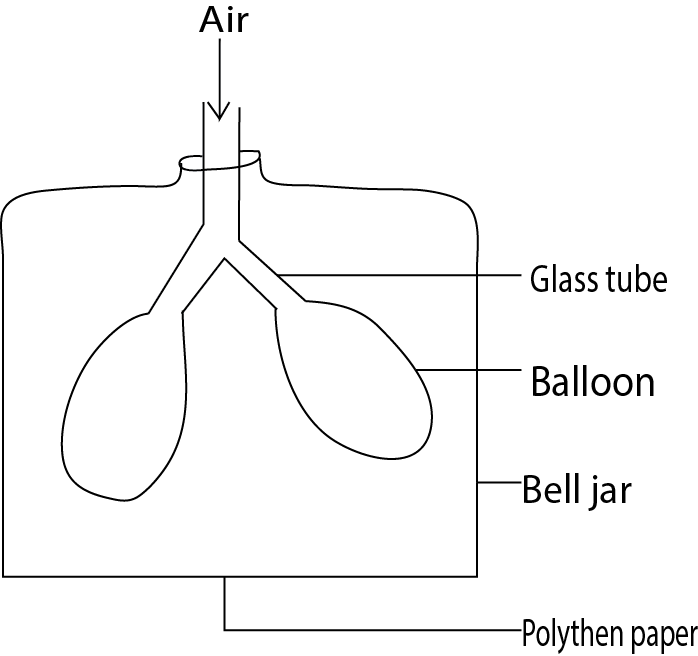 Air
Glass tube
Balloon
Bell jar
Polythen paper